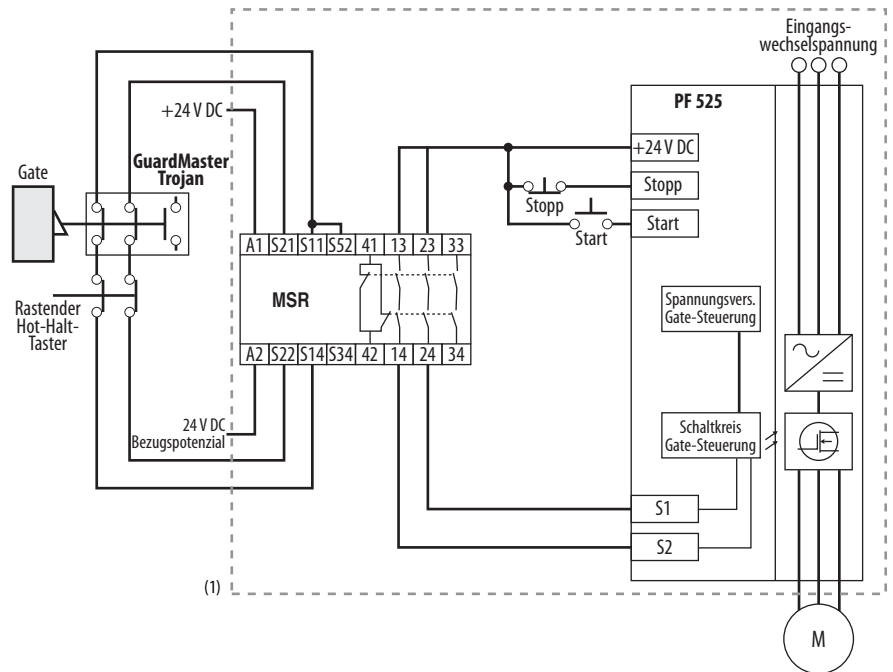 Eingangs-
wechselspannung
PF 525
+24 V DC
GuardMaster
Trojan
Gate
+24 V DC
Stopp
Stopp
Start
Start
A1 S21 S11 S52 41 13 23 33
MSR
Rastender
Hot-Halt-
Taster
Spannungsvers.
Gate-Steuerung
A2 S22 S14 S34 42 14 24 34
24 V DC
Bezugspotenzial
Schaltkreis
Gate-Steuerung
S1
S2
(1)
M